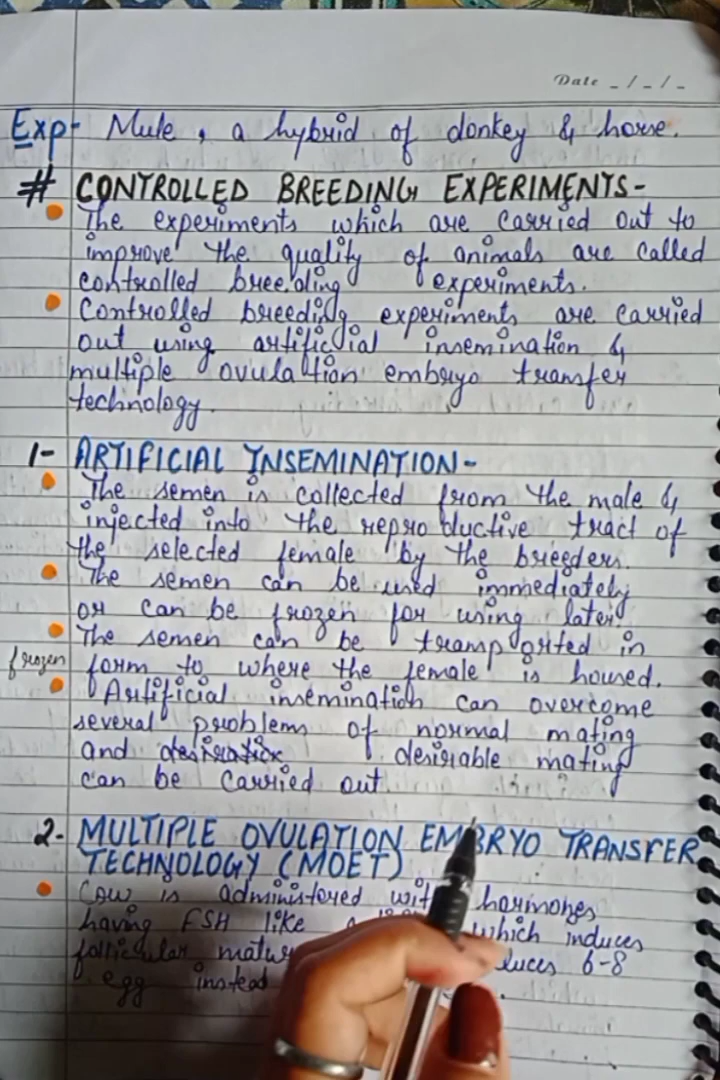 Date _/_/_
Exp- Mule, a hybrid of donkey & horse.
# CONTROLLED BREEDING EXPERIMENTS-
The experiments which are carried out to
improve the quality of animals are called
controlled breeding experiments.
Controlled breeding experiments are carried
out using artificial insemination &
multiple ovulation embryo transfer
technology.
1- ARTIFICIAL INSEMINATION-
The semen is collected from the male &
injected into the reproductive tract of
the selected female by the breeders.
The semen can be used immediately
or can be frozen for using later.
The semen can be transported in
frozen form to where the female is housed.
Artificial insemination can overcome
several problems of normal mating
and desirable mating
can be carried out
2- MULTIPLE OVULATION EMBRYO TRANSFER
TECHNOLOGY (MOET)
Cow is administered with harmones
having FSH like which induces
follicular 6-8
egg instead